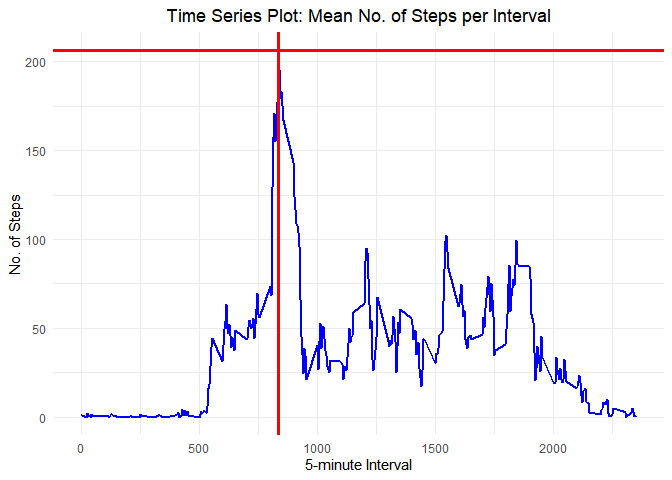 Time Series Plot: Mean No. of Steps per Interval
No. of Steps
200
150
100
50
0
0 500 1000 1500 2000
5-minute Interval